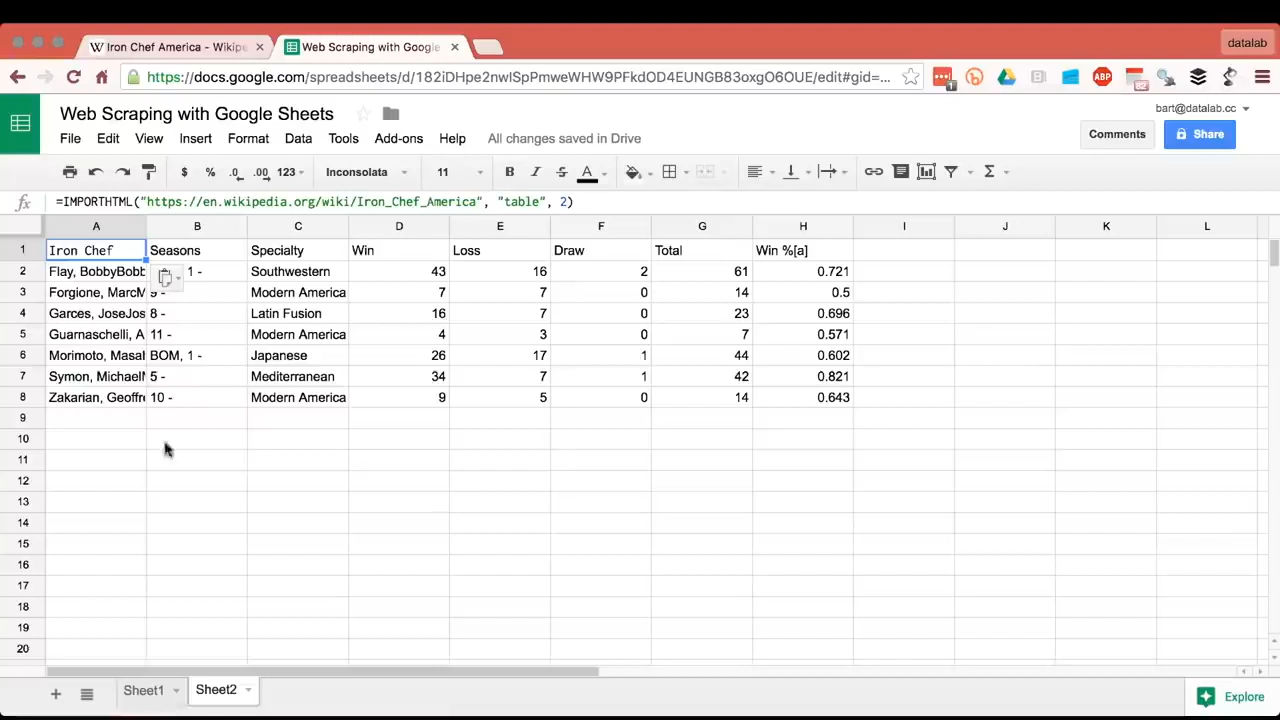 Iron Chef America - Wikipe
Web Scraping with Google
datalab
https://docs.google.com/spreadsheets/d/182iDHpe2nwlSpPmweWHW9PFkdOD4EUNGB83oxgO6OUE/edit#gid=...
Web Scraping with Google Sheets
bart@datalab.cc
File Edit View Insert Format Data Tools Add-ons Help All changes saved in Drive
Comments Share
$ % .0 .00 123 Inconsolata 11 B I S A Σ
fx =IMPORTHTML("https://en.wikipedia.org/wiki/Iron_Chef_America", "table", 2)
A B C D E F G H I J K L
1 Iron Chef Seasons Specialty Win Loss Draw Total Win %[a]
2 Flay, BobbyBobb 1 - Southwestern 43 16 2 61 0.721
3 Forgione, MarcM 9 - Modern America 7 7 0 14 0.5
4 Garces, JoseJos 8 - Latin Fusion 16 7 0 23 0.696
5 Guarnaschelli, A 11 - Modern America 4 3 0 7 0.571
6 Morimoto, Masah BOM, 1 - Japanese 26 17 1 44 0.602
7 Symon, MichaelM 5 - Mediterranean 34 7 1 42 0.821
8 Zakarian, Geoffre 10 - Modern America 9 5 0 14 0.643
9
10
11
12
13
14
15
16
17
18
19
20
Sheet1 Sheet2
Explore